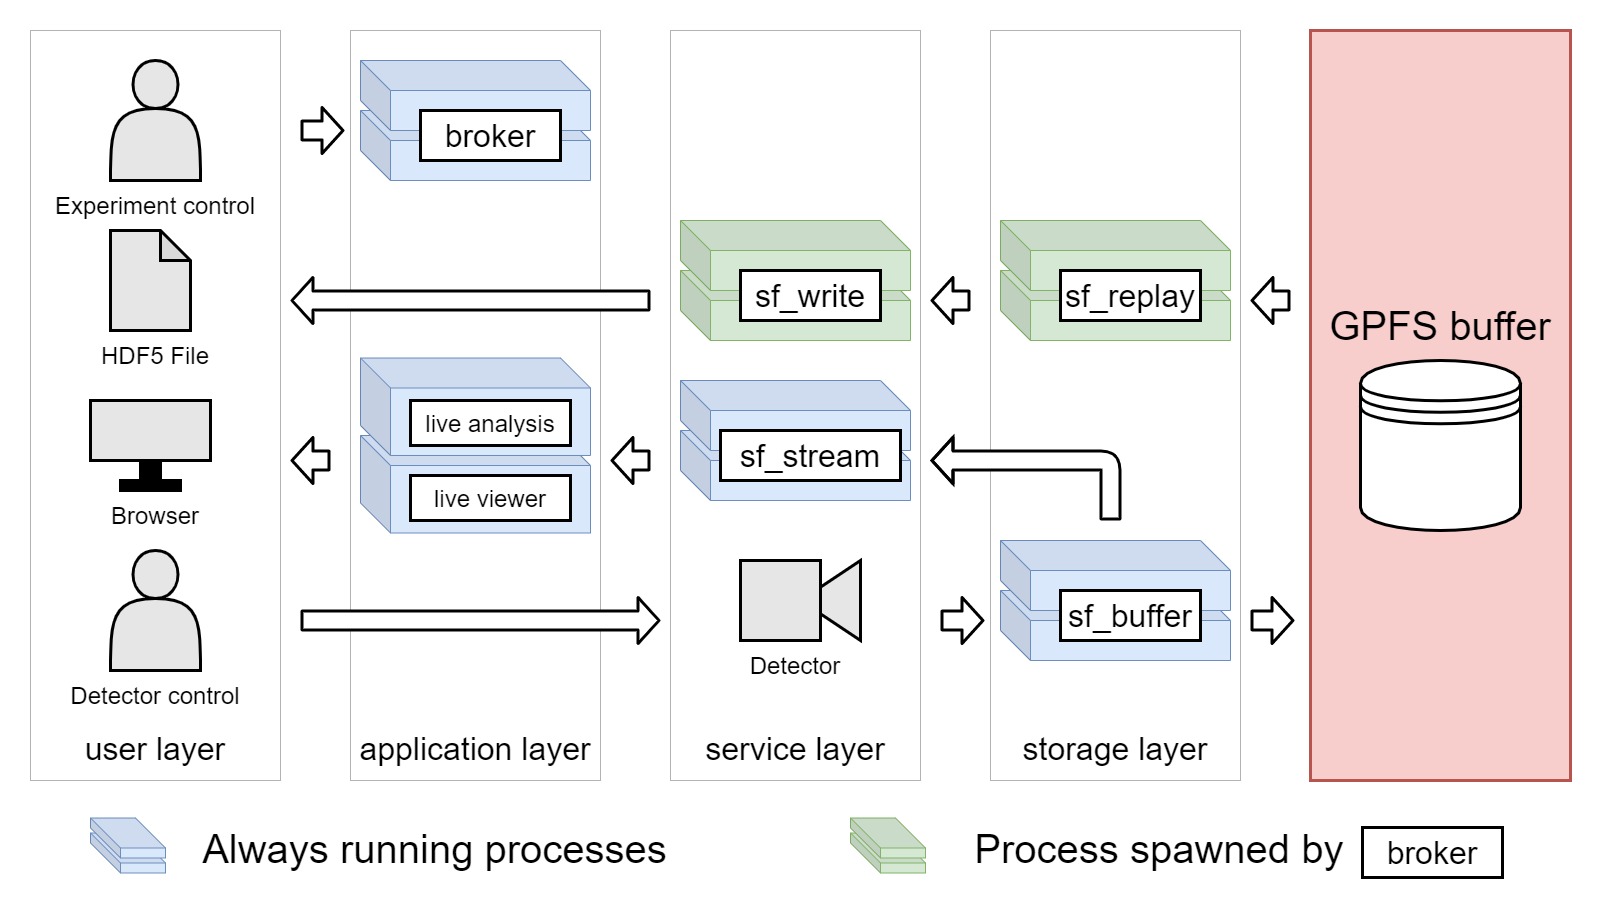 Experiment control
broker
HDF5 File
sf_write
sf_replay
GPFS buffer
Browser
live analysis
live viewer
sf_stream
Detector control
Detector
sf_buffer
user layer
application layer
service layer
storage layer
Always running processes
Process spawned by broker